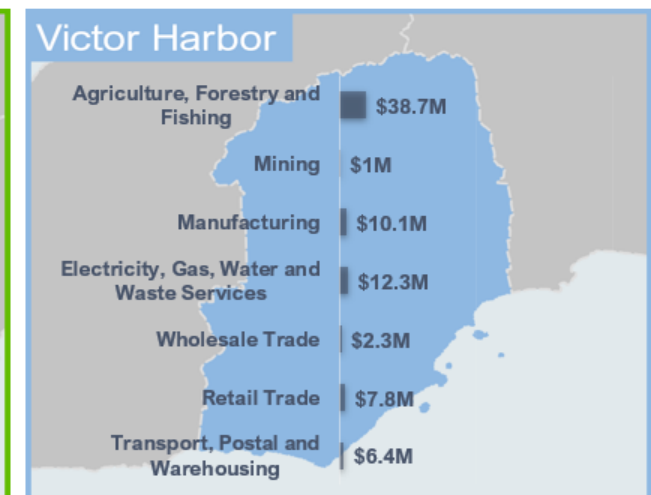 Victor Harbor
Agriculture, Forestry and
Fishing
$38.7M
Mining
$1M
Manufacturing
$10.1M
Electricity, Gas, Water and
Waste Services
$12.3M
Wholesale Trade
$2.3M
Retail Trade
$7.8M
Transport, Postal and
Warehousing
$6.4M